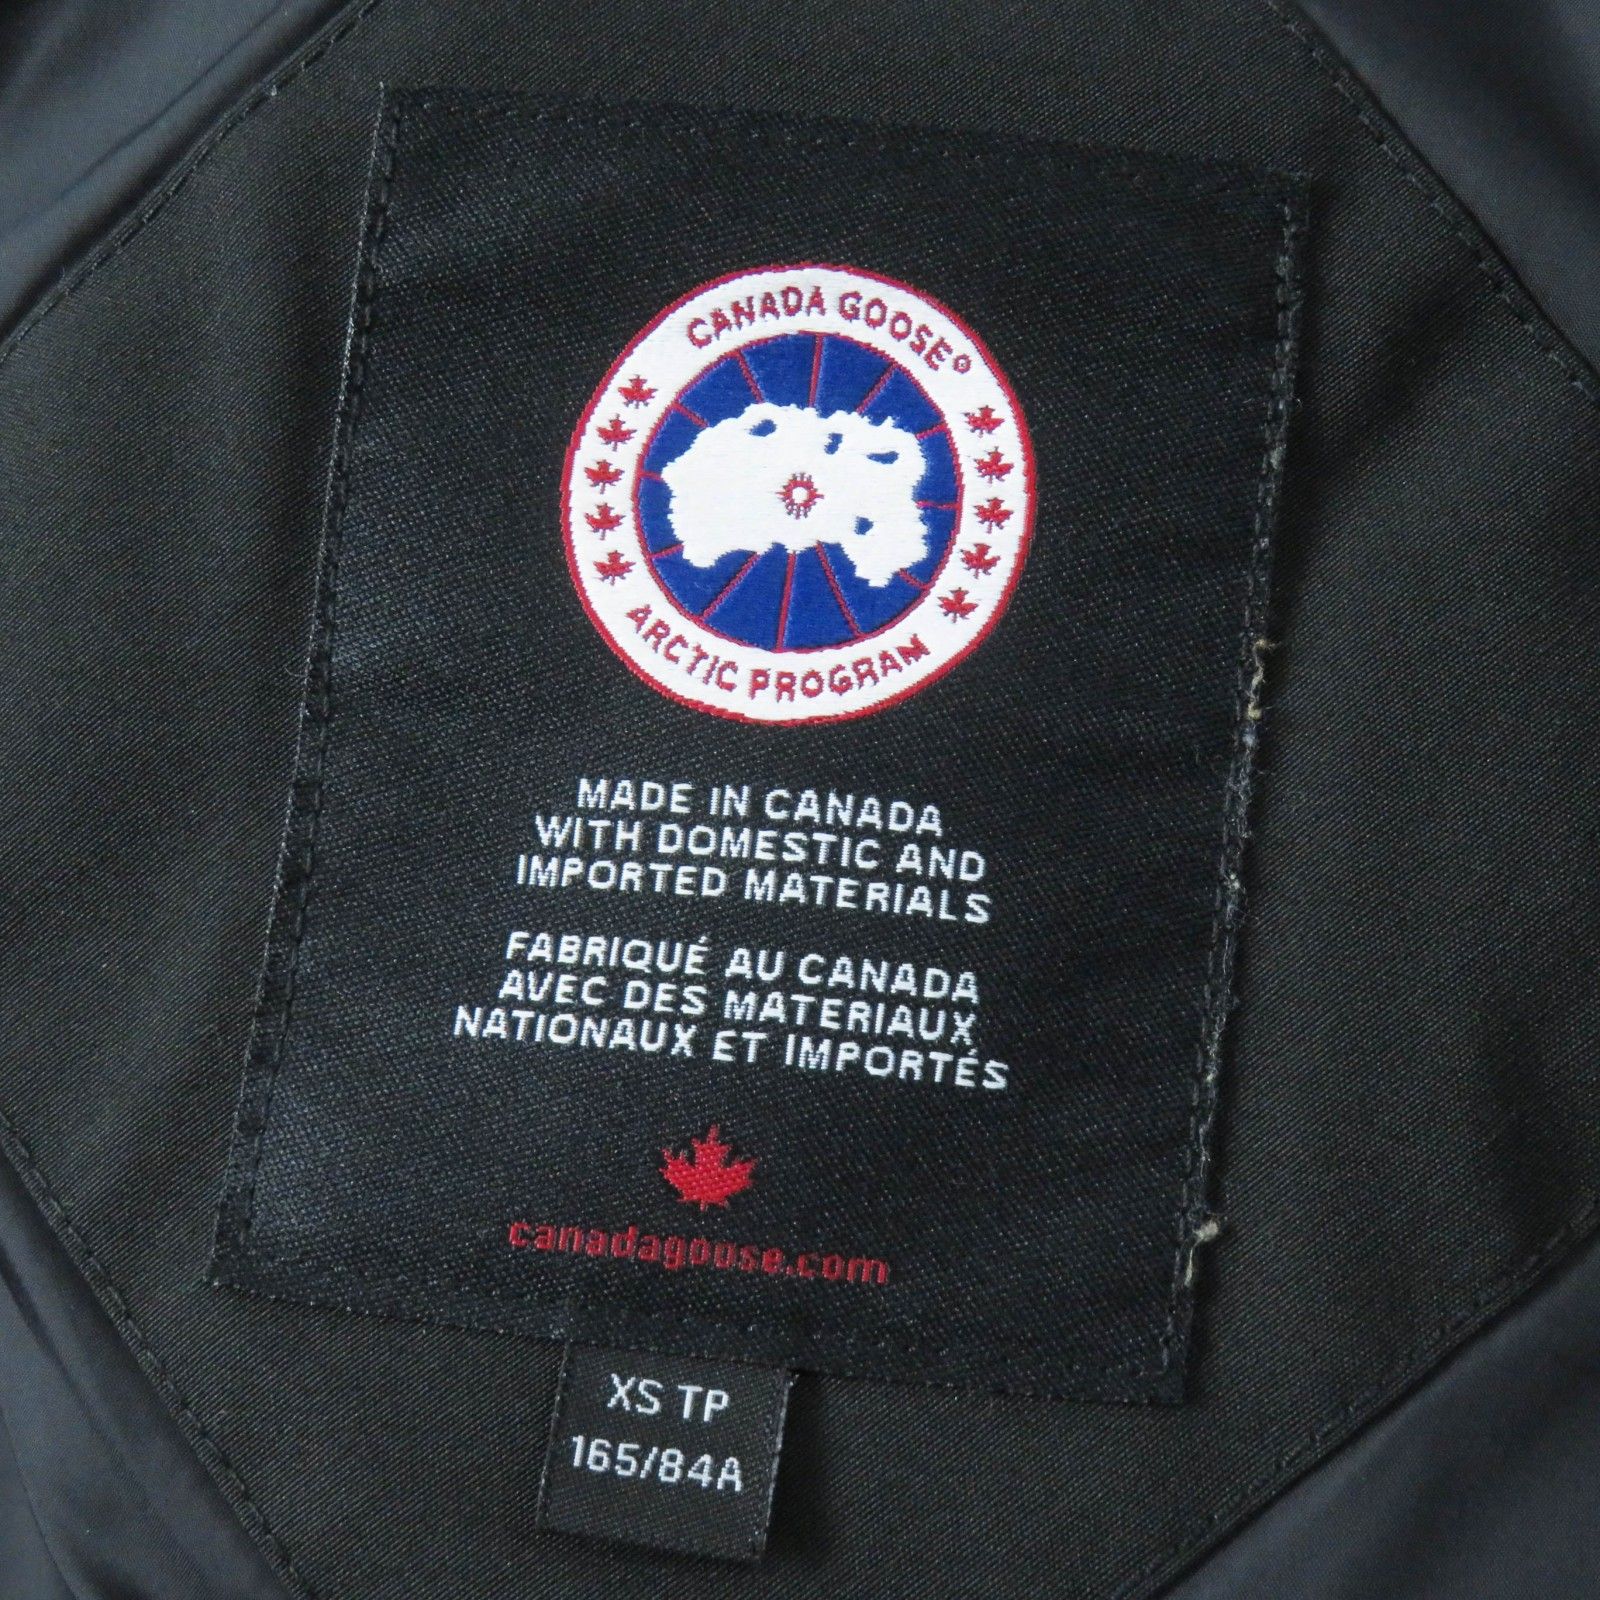 CANADA GOOSE®
ARCTIC PROGRAM
MADE IN CANADA
WITH DOMESTIC AND
IMPORTED MATERIALS
FABRIQUÉ AU CANADA
AVEC DES MATERIAUX
NATIONAUX ET IMPORTÉS
canadagoose.com
XS TP
165/84A